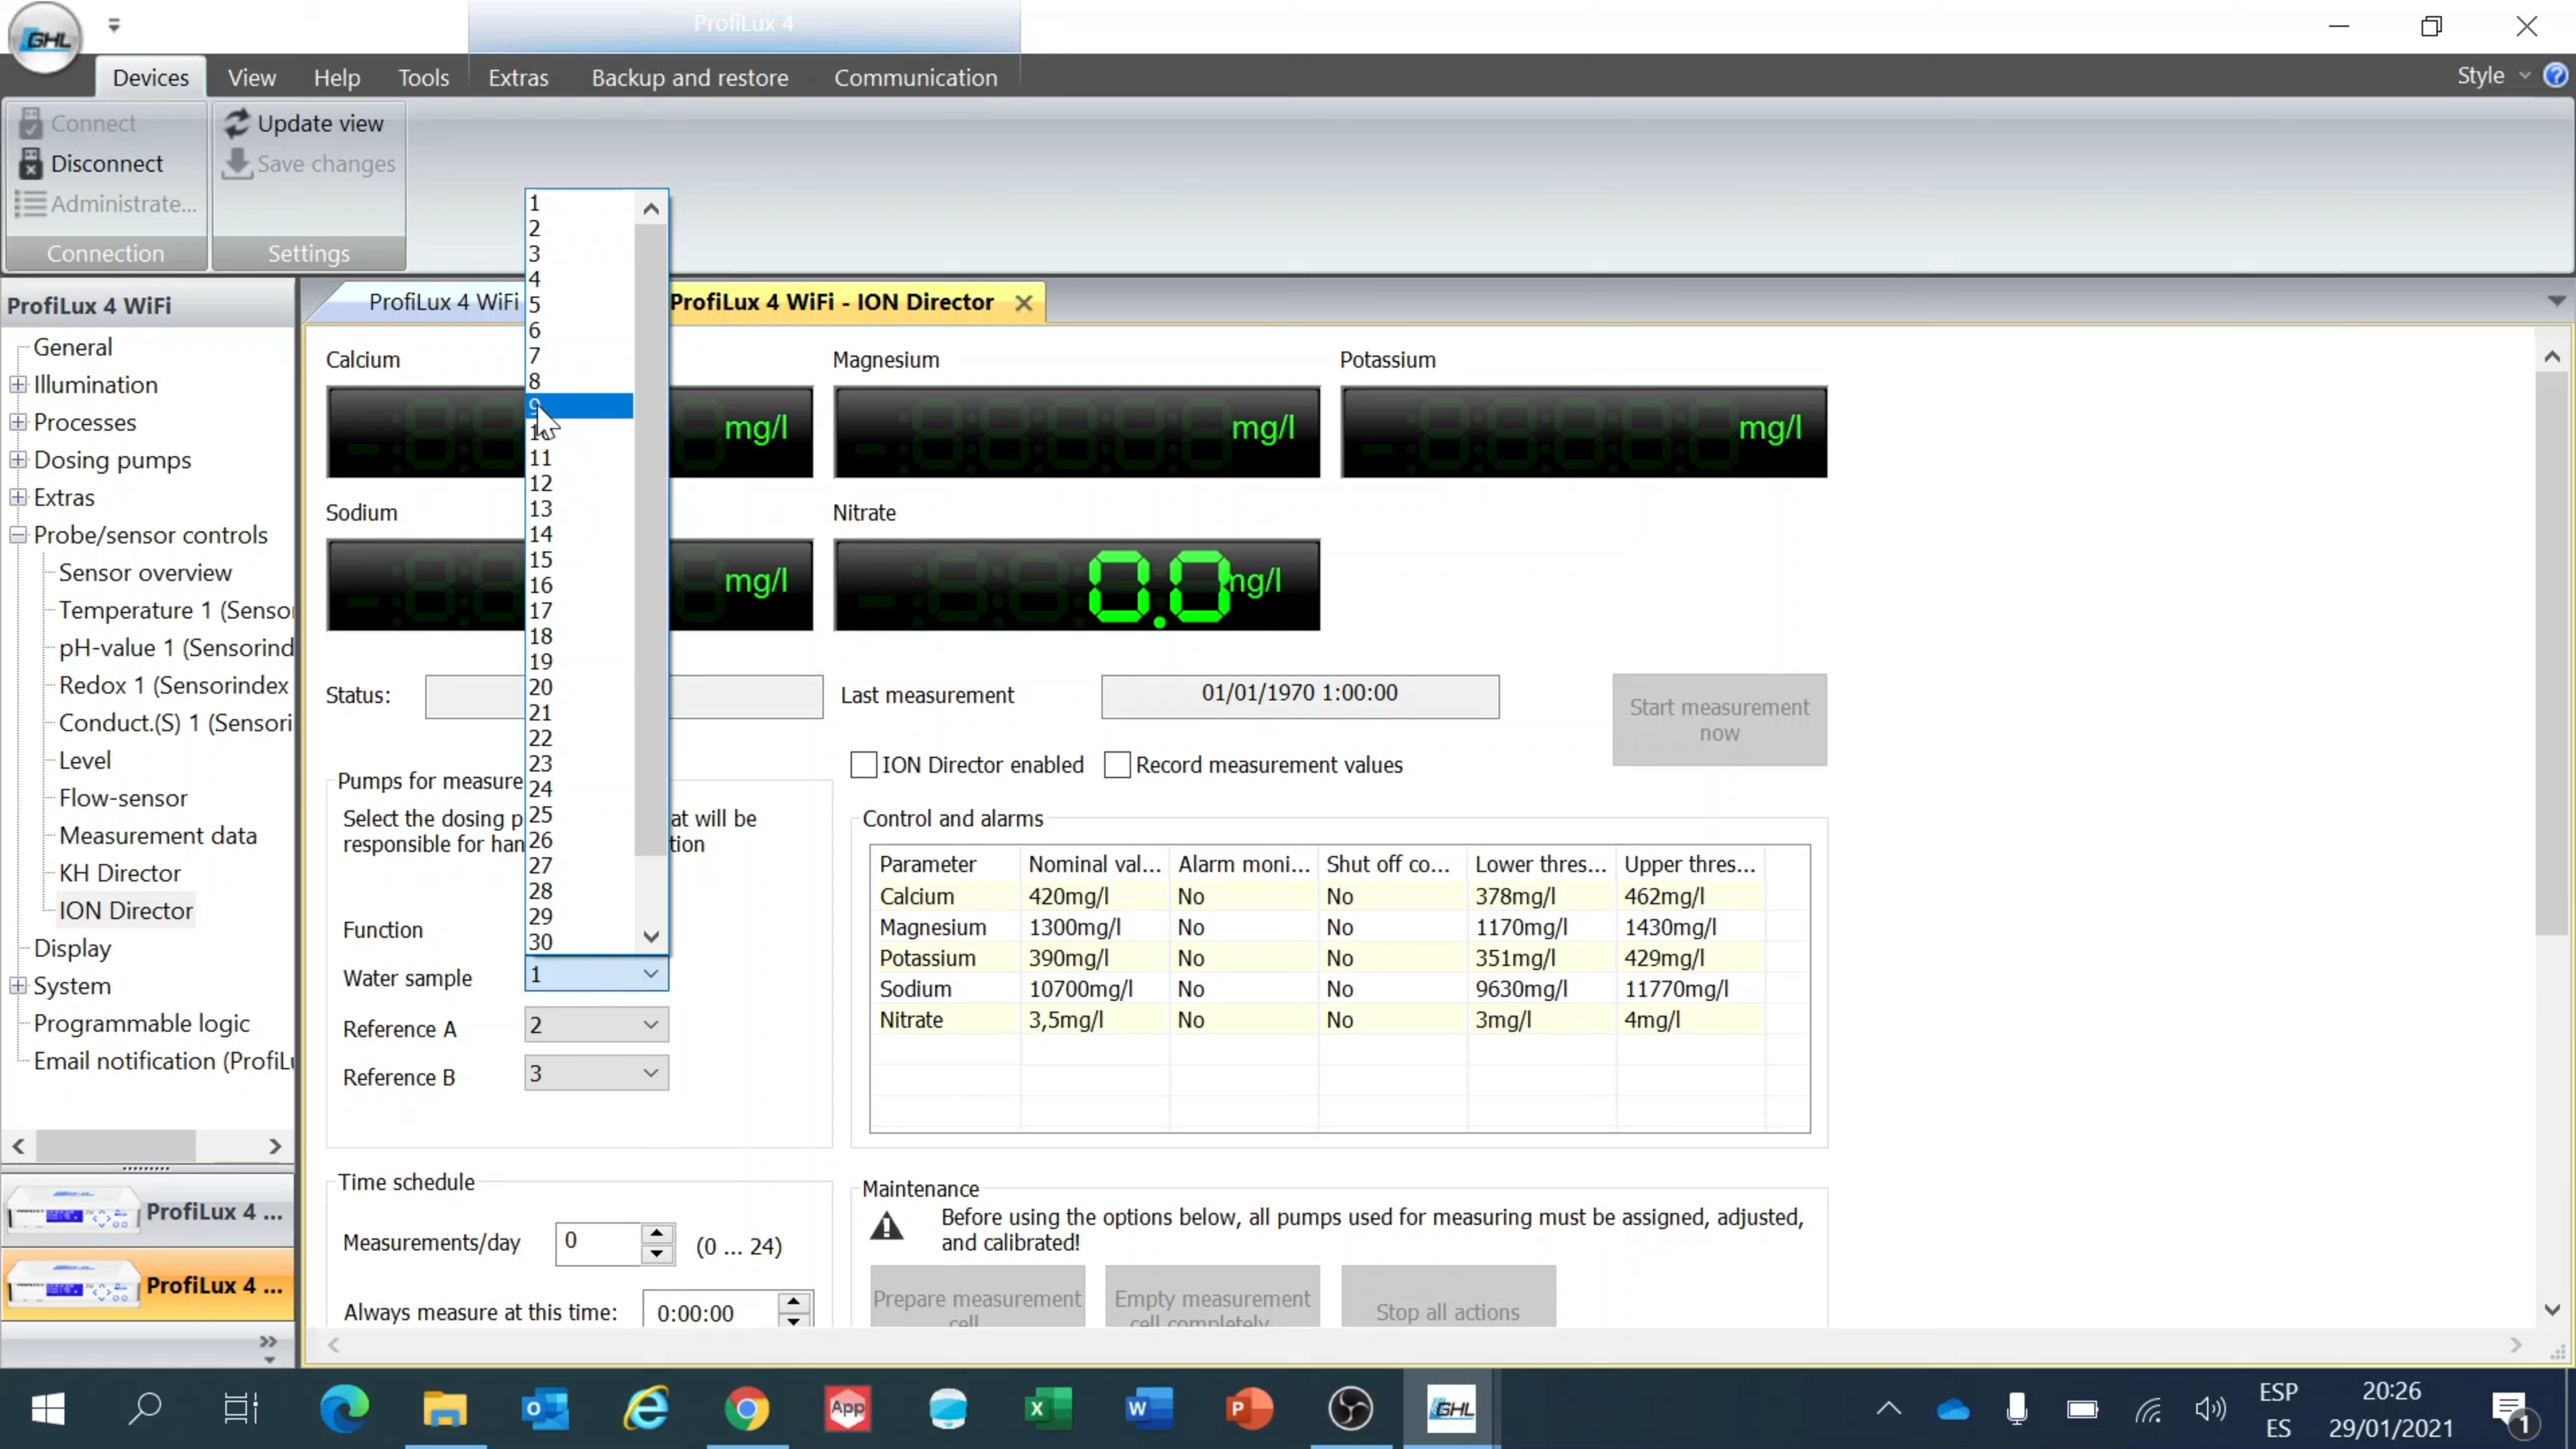 ProfiLux 4
GHL
Devices View Help Tools Extras Backup and restore Communication Style
Connect
Disconnect
Administrate...
Connection
Update view
Save changes
Settings
ProfiLux 4 WiFi
General
Illumination
Processes
Dosing pumps
Extras
Probe/sensor controls
Sensor overview
Temperature 1 (Senso
pH-value 1 (Sensorind
Redox 1 (Sensorindex
Conduct.(S) 1 (Sensori
Level
Flow-sensor
Measurement data
KH Director
ION Director
Display
System
Programmable logic
Email notification (ProfiL
ProfiLux 4 ...
ProfiLux 4 ...
ProfiLux 4 WiFi
ProfiLux 4 WiFi - ION Director
Calcium Magnesium Potassium
mg/l mg/l mg/l
Sodium Nitrate
mg/l 0.0 mg/l
Status: Last measurement 01/01/1970 1:00:00
Start measurement
now
ION Director enabled Record measurement values
1
2
3
4
5
6
7
8
9
11
12
13
14
15
16
17
18
19
20
21
22
23
24
25
26
27
28
29
30
Pumps for measure
Select the dosing p at will be
responsible for han tion
Function
Water sample 1
Reference A 2
Reference B 3
Control and alarms
Parameter Nominal val... Alarm moni... Shut off co... Lower thres... Upper thres...
Calcium 420mg/l No No 378mg/l 462mg/l
Magnesium 1300mg/l No No 1170mg/l 1430mg/l
Potassium 390mg/l No No 351mg/l 429mg/l
Sodium 10700mg/l No No 9630mg/l 11770mg/l
Nitrate 3,5mg/l No No 3mg/l 4mg/l
Time schedule
Measurements/day 0 (0 ... 24)
Always measure at this time: 0:00:00
Maintenance
Before using the options below, all pumps used for measuring must be assigned, adjusted,
and calibrated!
Prepare measurement
cell
Empty measurement
cell completely
Stop all actions
App
GHL
ESP
ES
20:26
29/01/2021
1